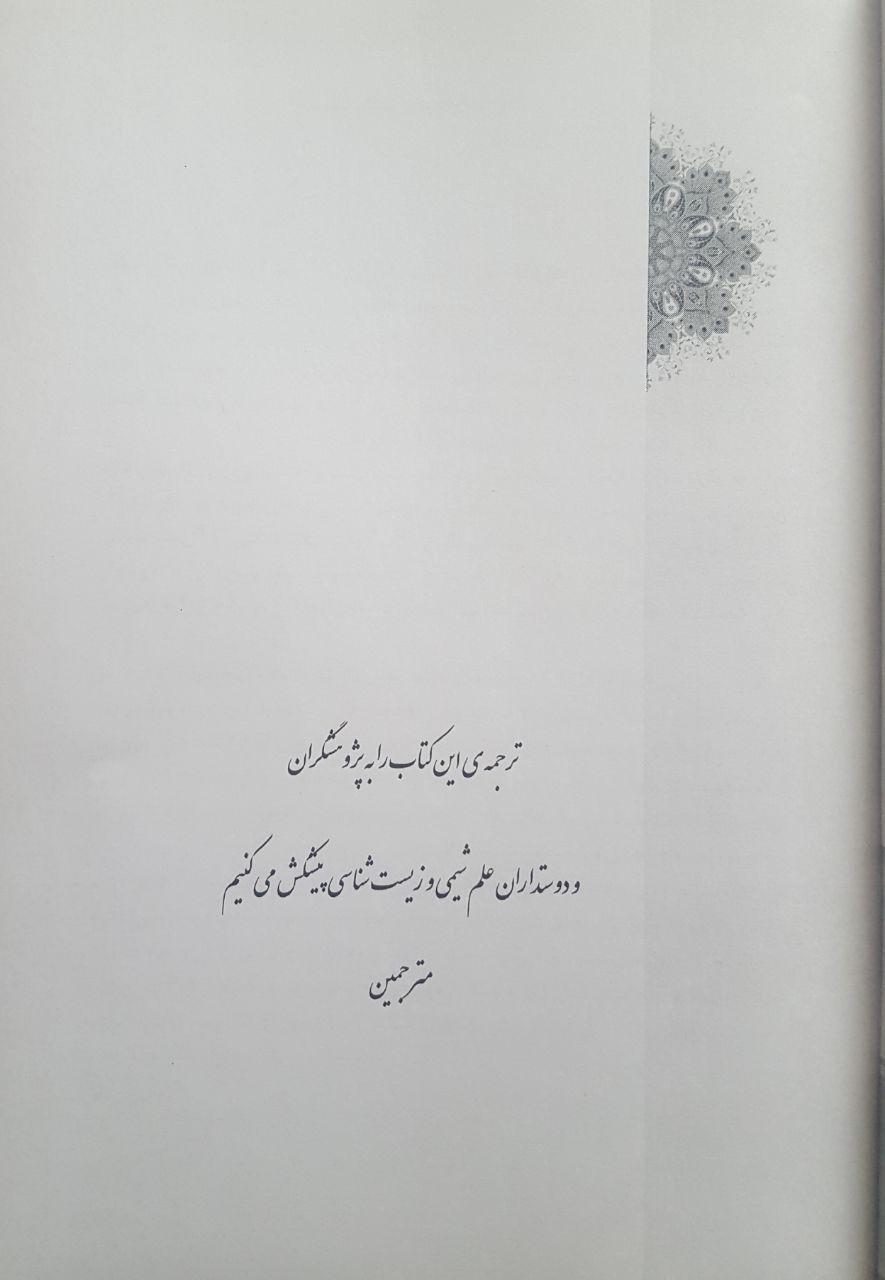 ترجمه‌ی این کتاب را به پژوهشگران
و دوستداران علم شیمی و زیست شناسی پیشکش می کنیم
مترجمین